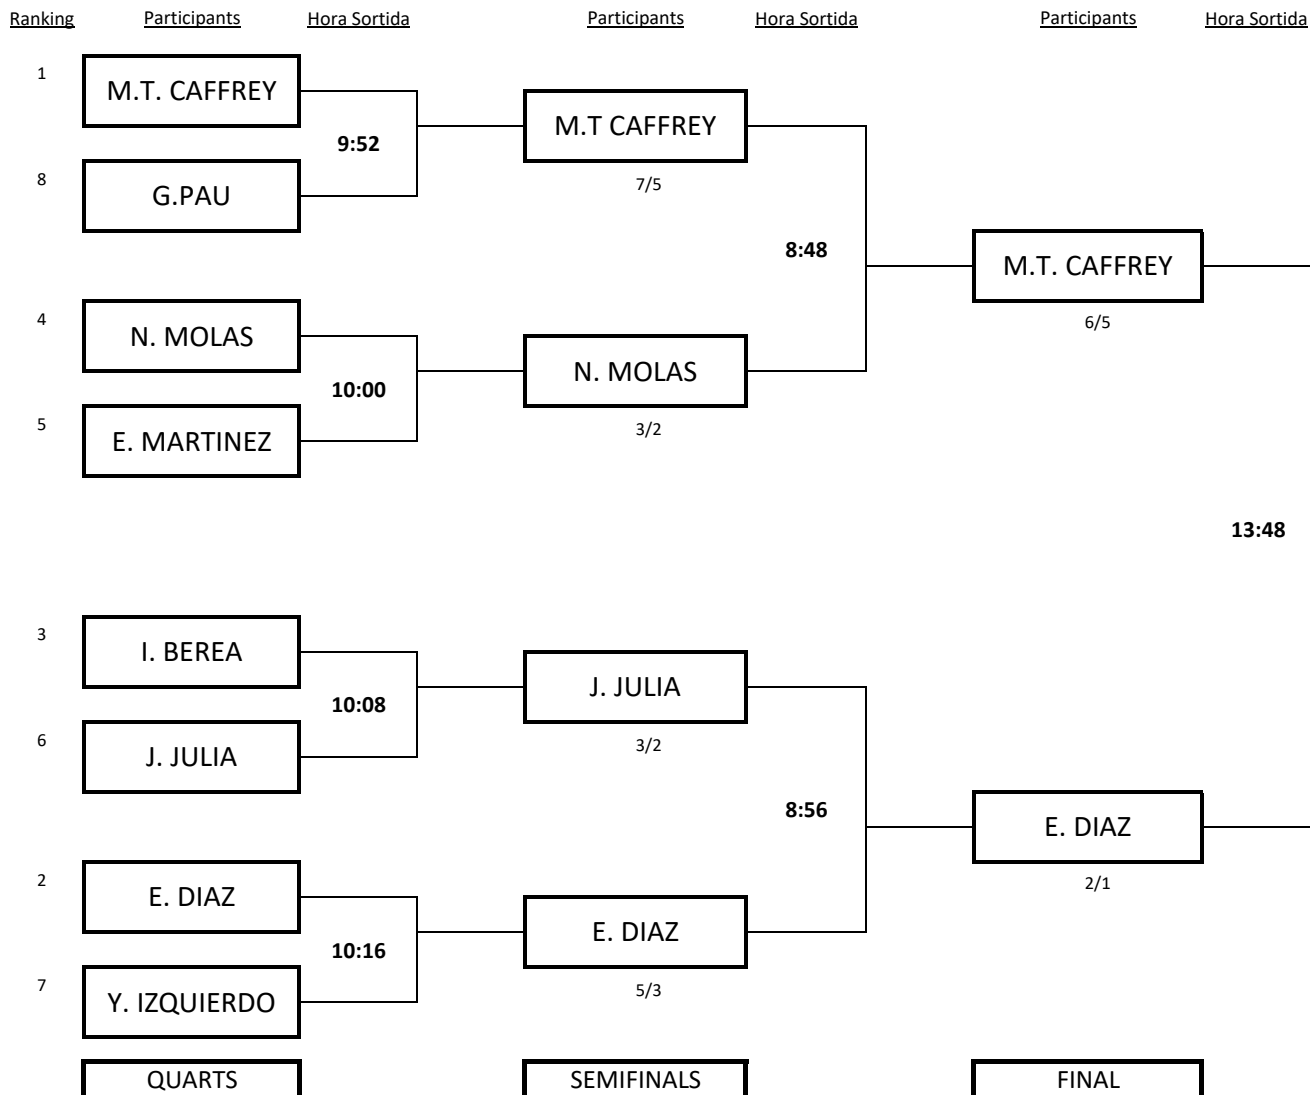 Ranking Participants Hora Sortida Participants Hora Sortida Participants Hora Sortida
1
M.T. CAFFREY
9:52
8
G.PAU
M.T CAFFREY
7/5
8:48
M.T. CAFFREY
6/5
4
N. MOLAS
10:00
5
E. MARTINEZ
N. MOLAS
3/2
13:48
3
I. BEREA
10:08
6
J. JULIA
J. JULIA
3/2
8:56
E. DIAZ
2/1
2
E. DIAZ
10:16
7
Y. IZQUIERDO
E. DIAZ
5/3
QUARTS SEMIFINALS FINAL